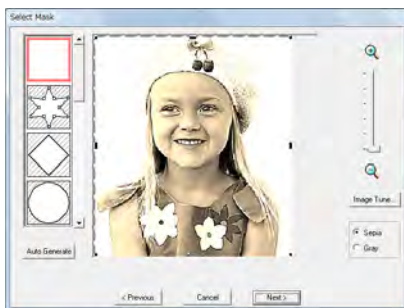 Select Mask
Image Tune...
Sepia
Gray
Auto Generate
< Previous
Cancel
Next >